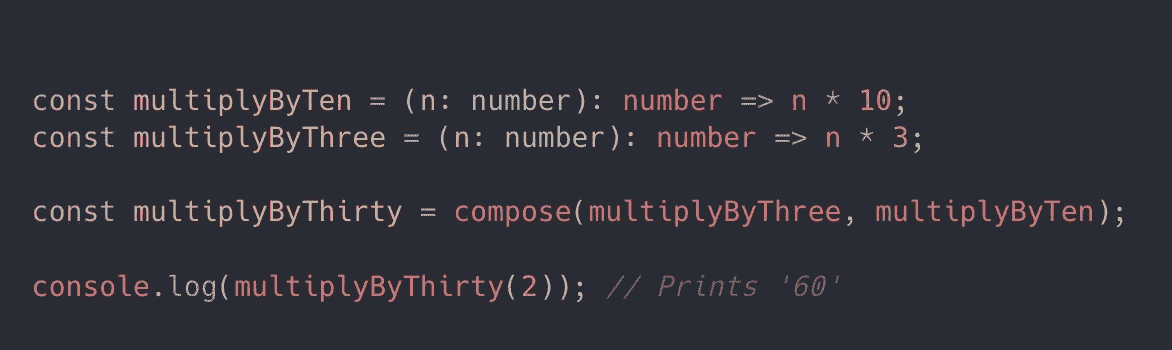 const multiplyByTen = (n: number): number => n * 10;
const multiplyByThree = (n: number): number => n * 3;
const multiplyByThirty = compose(multiplyByThree, multiplyByTen);
console.log(multiplyByThirty(2)); // Prints '60'